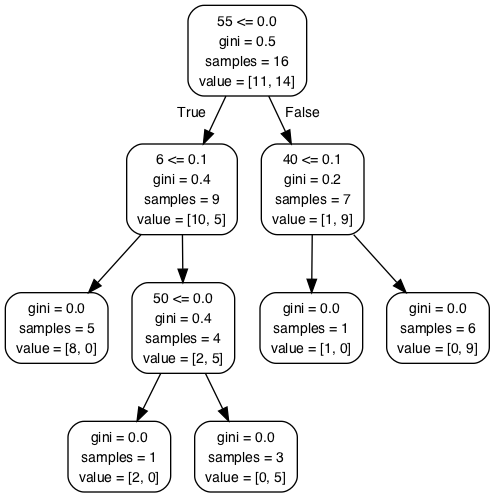 55 <= 0.0
gini = 0.5
samples = 16
value = [11, 14]
True
False
6 <= 0.1
gini = 0.4
samples = 9
value = [10, 5]
40 <= 0.1
gini = 0.2
samples = 7
value = [1, 9]
gini = 0.0
samples = 5
value = [8, 0]
50 <= 0.0
gini = 0.4
samples = 4
value = [2, 5]
gini = 0.0
samples = 1
value = [1, 0]
gini = 0.0
samples = 6
value = [0, 9]
gini = 0.0
samples = 1
value = [2, 0]
gini = 0.0
samples = 3
value = [0, 5]